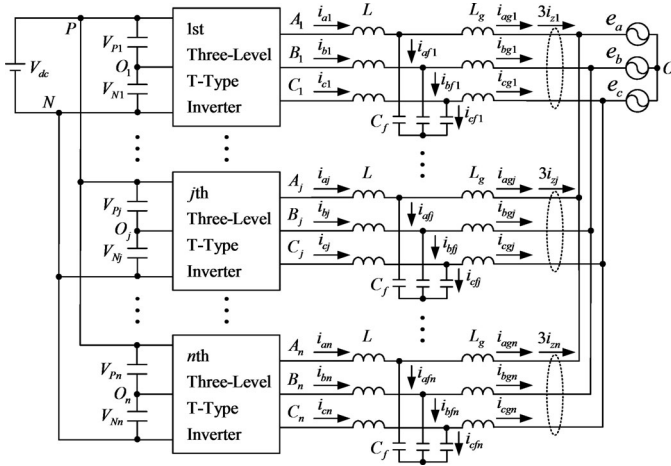 P
V_dc
N
V_P1
O_1
V_N1
1st
Three-Level
T-Type
Inverter
A_1
B_1
C_1
i_a1
i_b1
i_c1
L
L_g
i_af1
i_bf1
i_cf1
C_f
i_ag1
i_bg1
i_cg1
3i_z1
e_a
e_b
e_c
O
V_Pj
O_j
V_Nj
jth
Three-Level
T-Type
Inverter
A_j
B_j
C_j
i_aj
i_bj
i_cj
L
L_g
i_afj
i_bfj
i_cfj
C_f
i_agj
i_bgj
i_cgj
3i_zj
V_Pn
O_n
V_Nn
nth
Three-Level
T-Type
Inverter
A_n
B_n
C_n
i_an
i_bn
i_cn
L
L_g
i_afn
i_bfn
i_cfn
C_f
i_agn
i_bgn
i_cgn
3i_zn